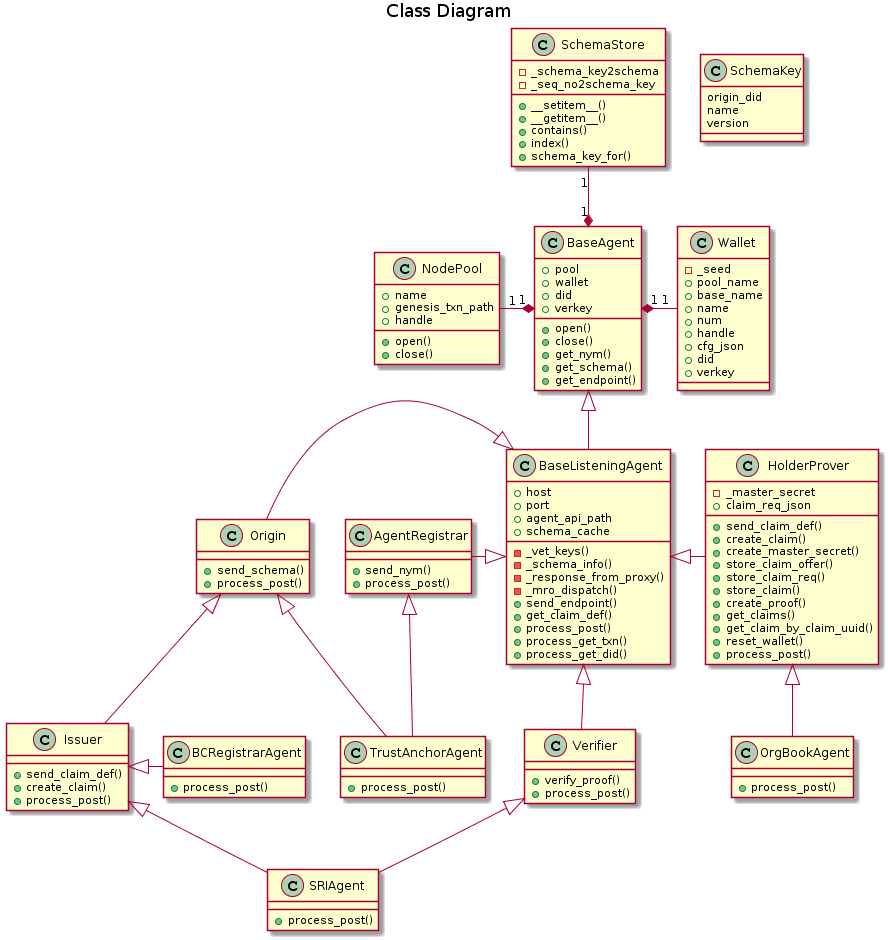 Class Diagram
C SchemaStore
_schema_key2schema
_seq_no2schema_key
__setitem__()
__getitem__()
contains()
index()
schema_key_for()
C SchemaKey
origin_did
name
version
1
1
C NodePool
name
genesis_txn_path
handle
open()
close()
1 1
C BaseAgent
pool
wallet
did
verkey
open()
close()
get_nym()
get_schema()
get_endpoint()
1 1
C Wallet
_seed
pool_name
base_name
name
num
handle
cfg_json
did
verkey
C Origin
send_schema()
process_post()
C AgentRegistrar
send_nym()
process_post()
C BaseListeningAgent
host
port
agent_api_path
schema_cache
_vet_keys()
_schema_info()
_response_from_proxy()
_mro_dispatch()
send_endpoint()
get_claim_def()
process_post()
process_get_txn()
process_get_did()
C HolderProver
_master_secret
claim_req_json
send_claim_def()
create_claim()
create_master_secret()
store_claim_offer()
store_claim_req()
store_claim()
create_proof()
get_claims()
get_claim_by_claim_uuid()
reset_wallet()
process_post()
C Issuer
send_claim_def()
create_claim()
process_post()
C BCRegistrarAgent
process_post()
C TrustAnchorAgent
process_post()
C Verifier
verify_proof()
process_post()
C OrgBookAgent
process_post()
C SRIAgent
process_post()